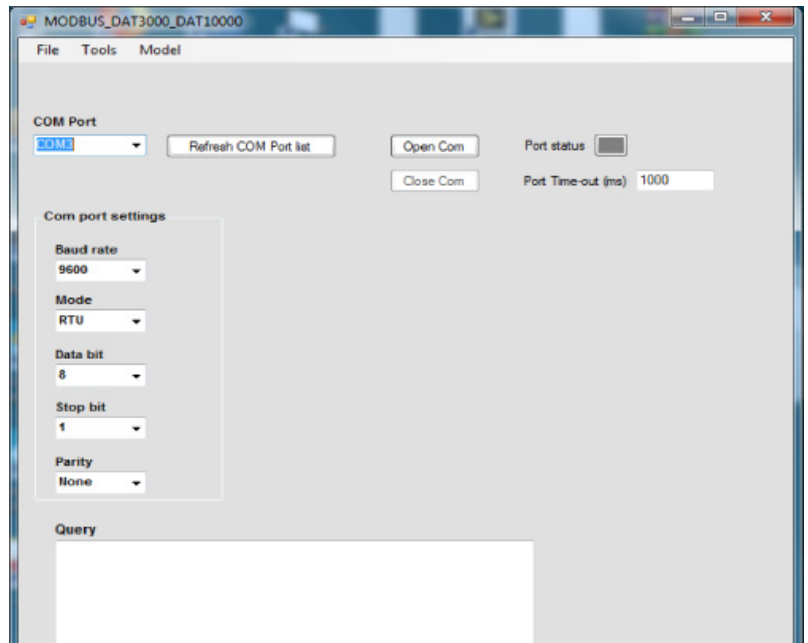 MODBUS_DAT3000_DAT10000
File Tools Model
COM Port
COM3 Refresh COM Port list Open Com Port status
Close Com Port Time-out (ms) 1000
Com port settings
Baud rate
9600
Mode
RTU
Data bit
8
Stop bit
1
Parity
None
Query